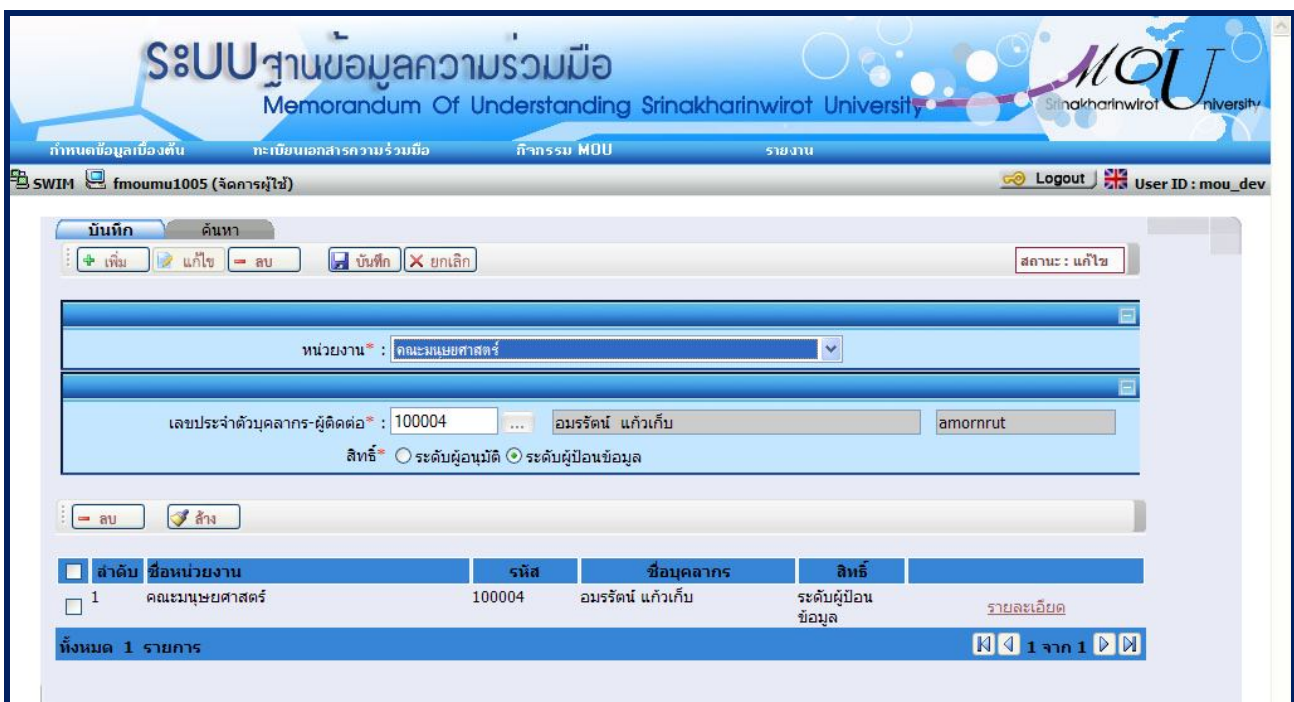 ระบบฐานข้อมูลความร่วมมือ
Memorandum Of Understanding Srinakharinwirot University
MOU
Srinakharinwirot University
กำหนดข้อมูลเบื้องต้น ทะเบียนเอกสารความร่วมมือ กิจกรรม MOU รายงาน
SWIM fmoumu1005 (จัดการผู้ใช้) Logout User ID : mou_dev
บันทึก ค้นหา
เพิ่ม แก้ไข ลบ บันทึก ยกเลิก สถานะ : แก้ไข
หน่วยงาน* : คณะมนุษยศาสตร์
เลขประจำตัวบุคลากร-ผู้ติดต่อ* : 100004 ... อมรรัตน์ แก้วเก็บ amornrut
สิทธิ์* ระดับผู้อนุมัติ ระดับผู้ป้อนข้อมูล
ลบ ล้าง
ลำดับ ชื่อหน่วยงาน รหัส ชื่อบุคลากร สิทธิ์
1 คณะมนุษยศาสตร์ 100004 อมรรัตน์ แก้วเก็บ ระดับผู้ป้อน
ข้อมูล รายละเอียด
ทั้งหมด 1 รายการ 1 จาก 1